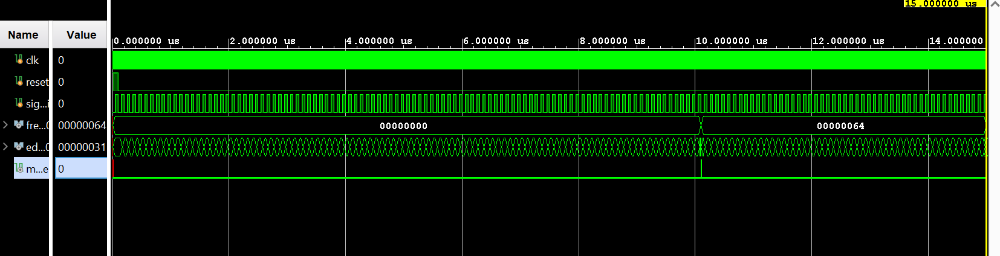 15.000000 us
Name Value
0.000000 us 2.000000 us 4.000000 us 6.000000 us 8.000000 us 10.000000 us 12.000000 us 14.000000
clk 0
reset 0
sig...i 0
fre...0 00000064 00000000 00000064
ed...0 00000031
m...e 0